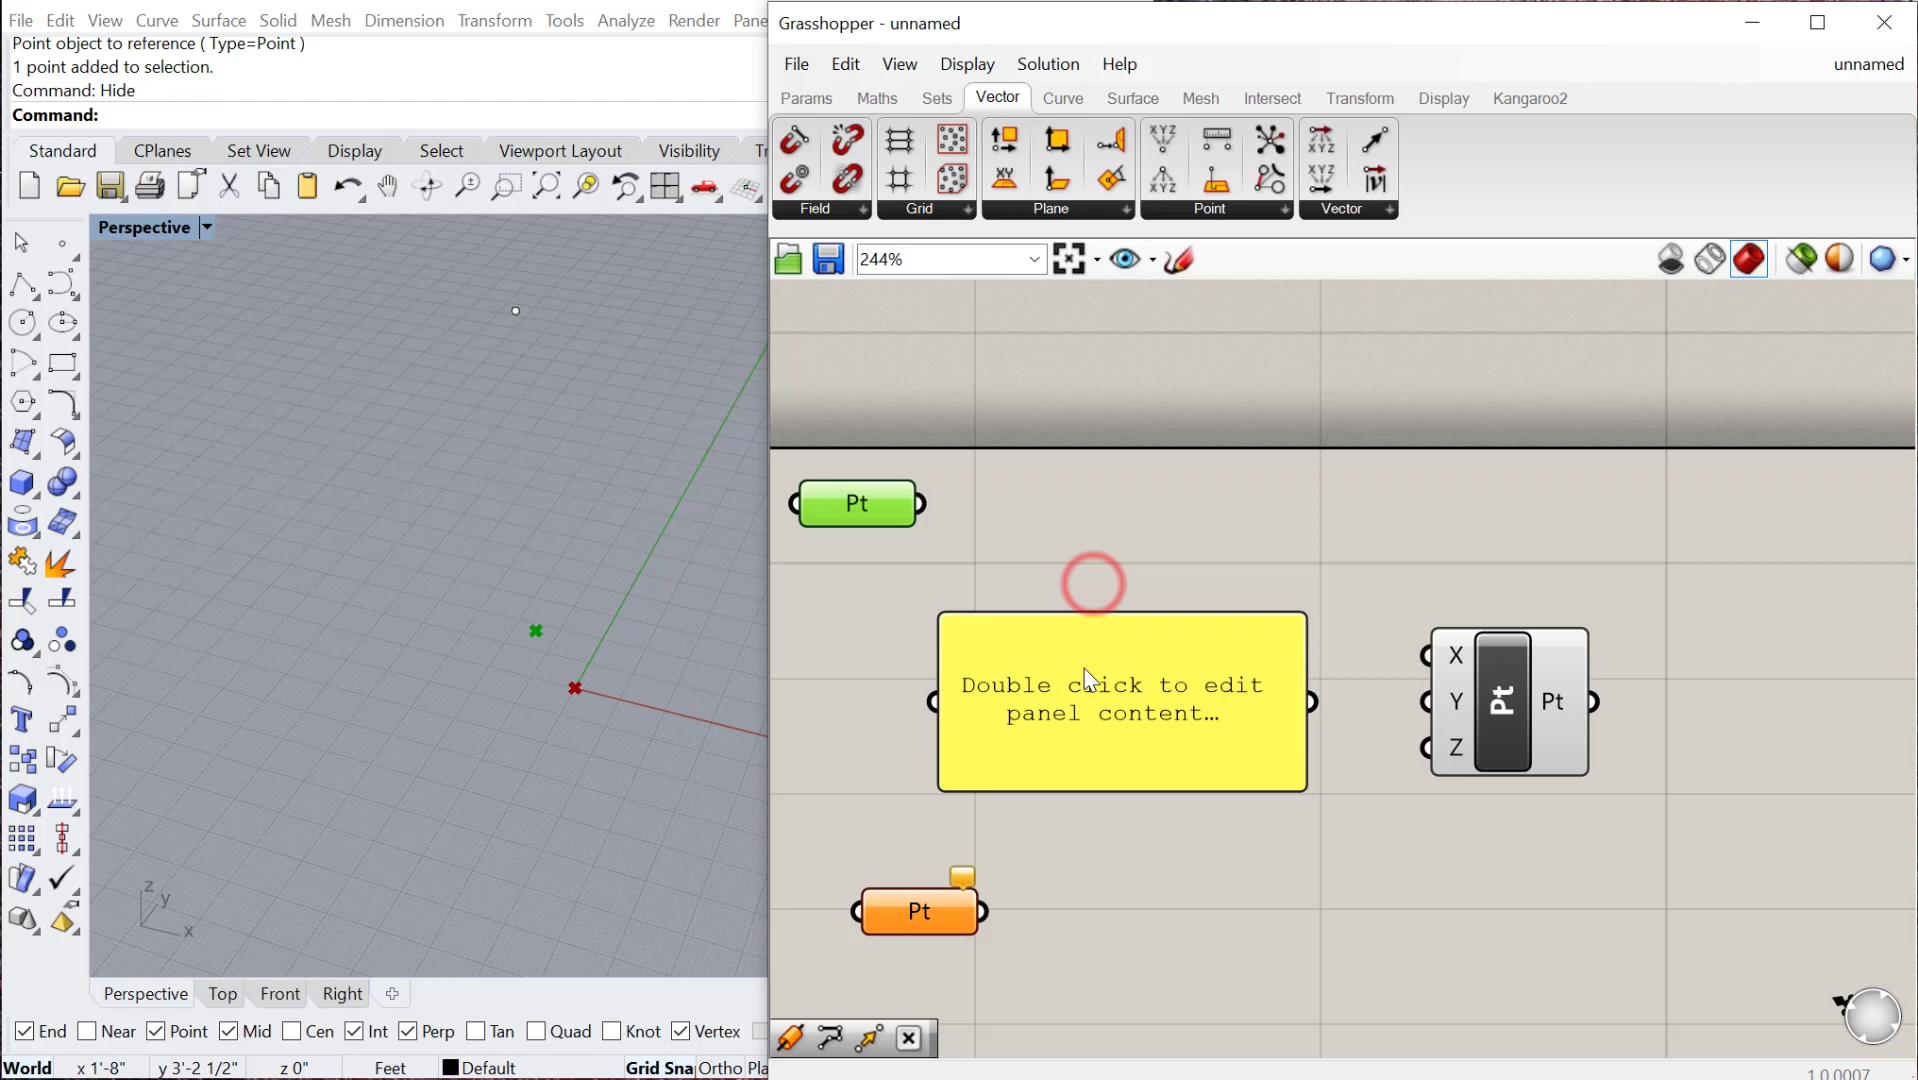 File Edit View Curve Surface Solid Mesh Dimension Transform Tools Analyze Render Pane
Point object to reference ( Type=Point )
1 point added to selection.
Command: Hide
Command:
Standard CPlanes Set View Display Select Viewport Layout Visibility
Perspective
z
y
x
Perspective Top Front Right
End Near Point Mid Cen Int Perp Tan Quad Knot Vertex
World x 1'-8" y 3'-2 1/2" z 0" Feet Default Grid Sna Ortho Pla
Grasshopper - unnamed
File Edit View Display Solution Help unnamed
Params Maths Sets Vector Curve Surface Mesh Intersect Transform Display Kangaroo2
XYZ XYZ
XY XYZ XYZ
Field Grid Plane Point Vector
244%
Pt
Double click to edit
panel content…
X
Y Pt Pt
Z
Pt
1.0.0007